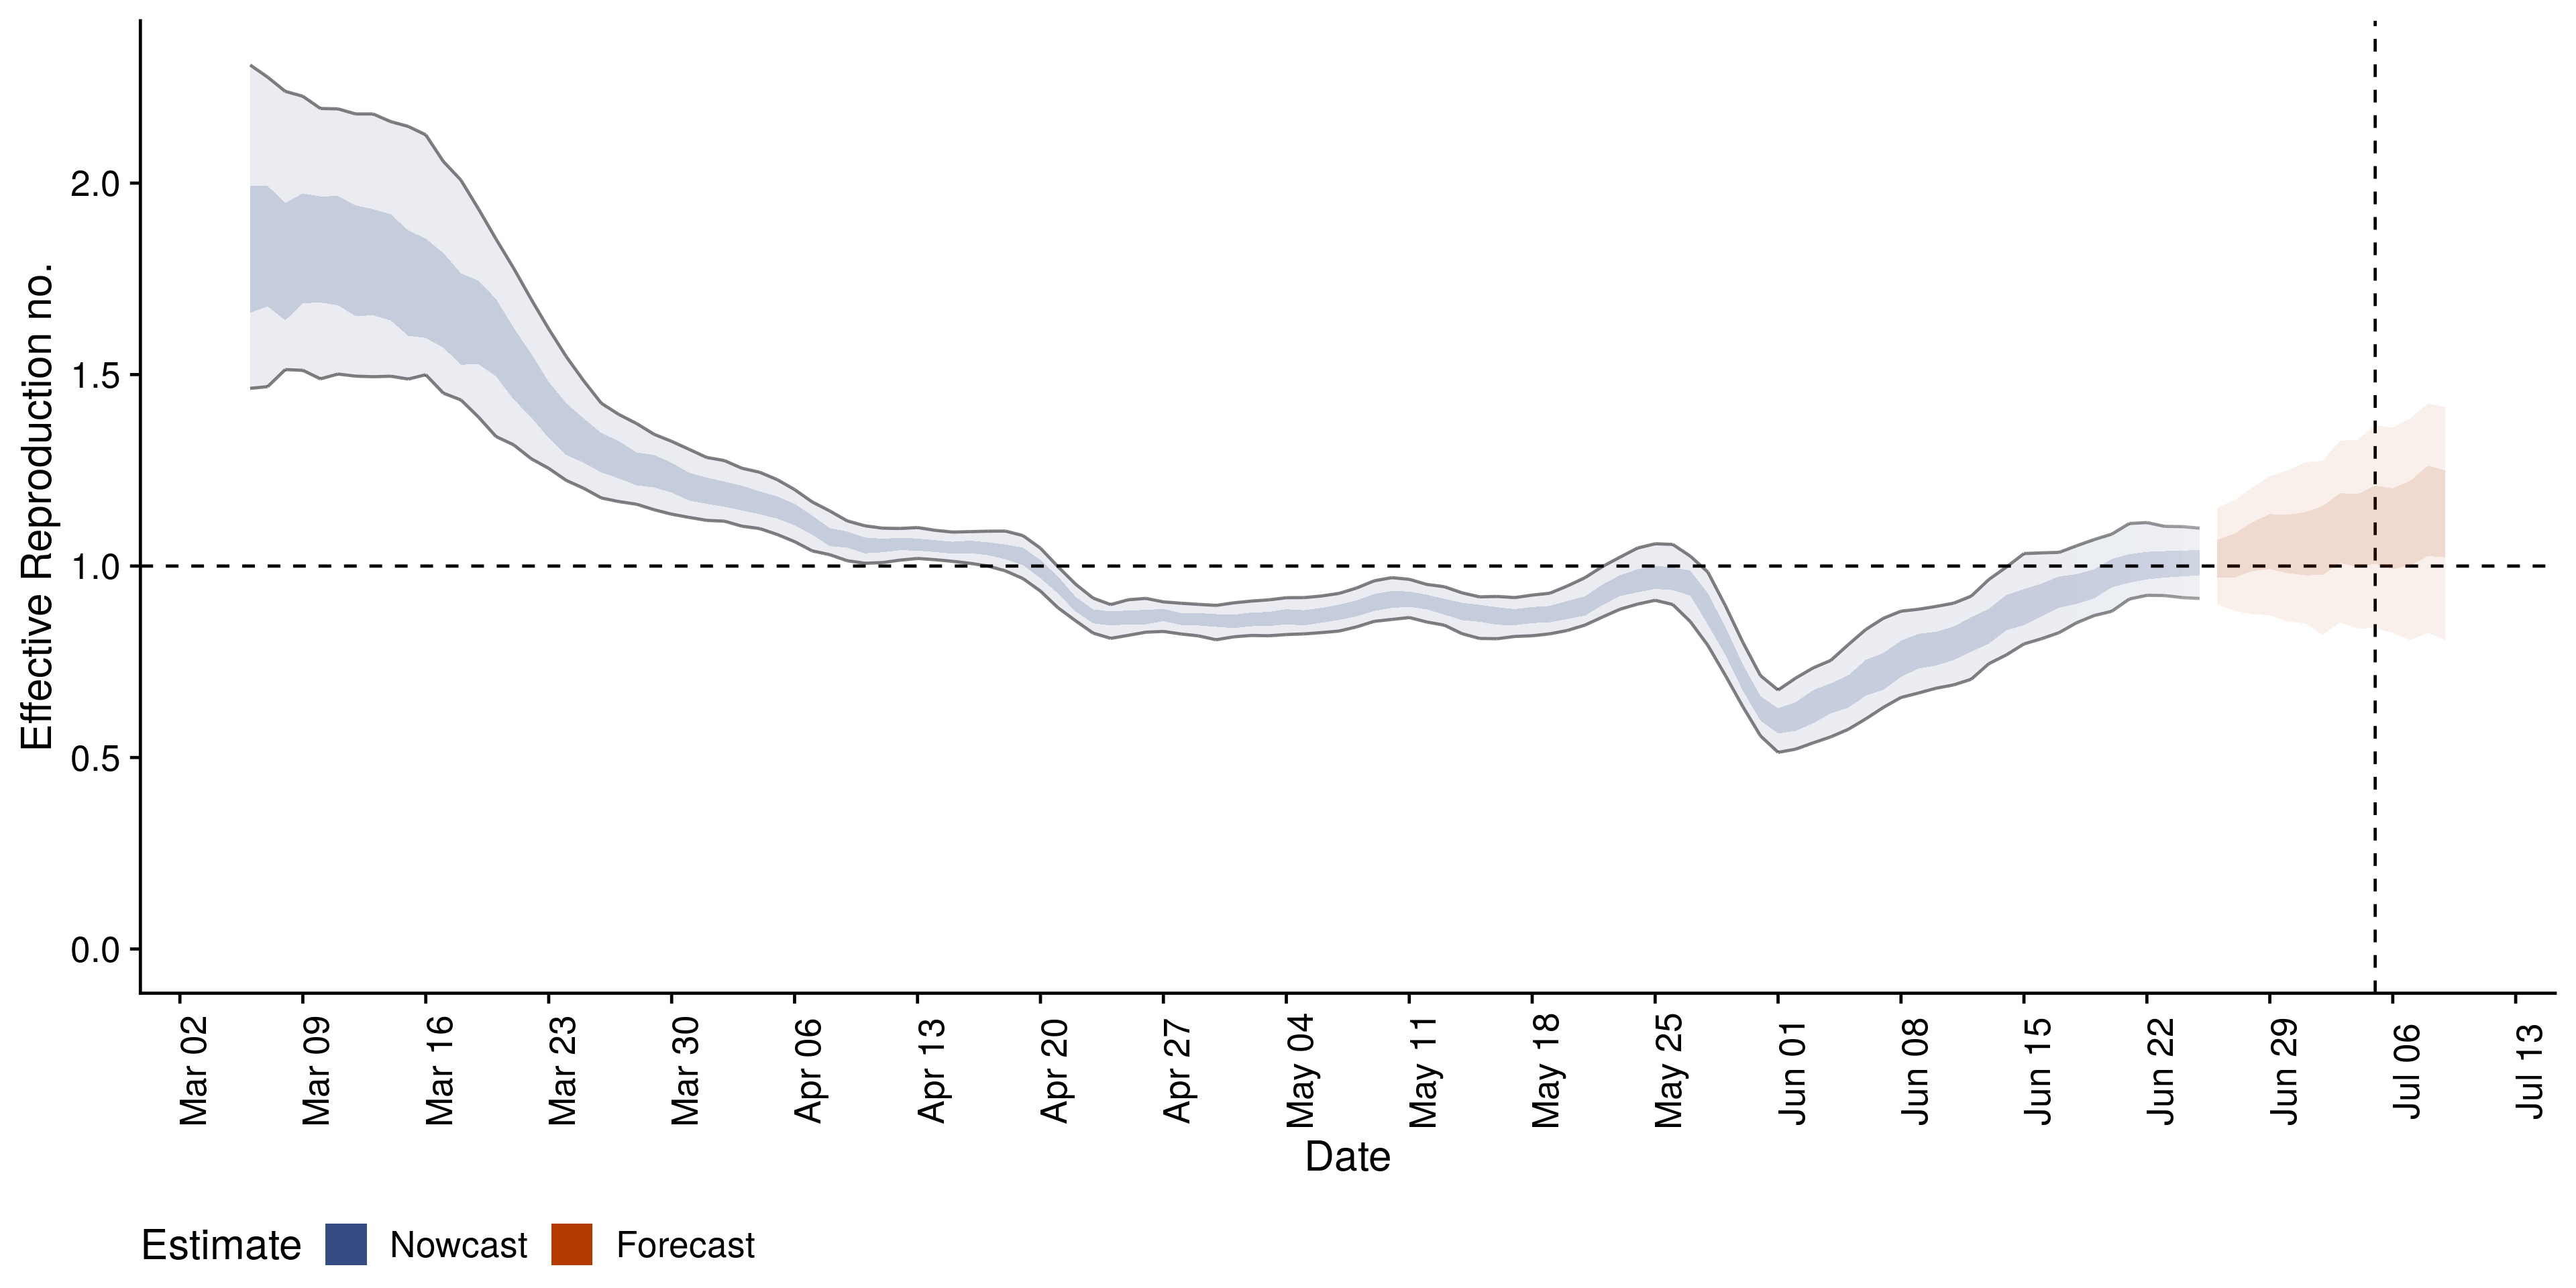 Effective Reproduction no.
2.0
1.5
1.0
0.5
0.0
Mar 02
Mar 09
Mar 16
Mar 23
Mar 30
Apr 06
Apr 13
Apr 20
Apr 27
May 04
May 11
May 18
May 25
Jun 01
Jun 08
Jun 15
Jun 22
Jun 29
Jul 06
Jul 13
Date
Estimate Nowcast Forecast